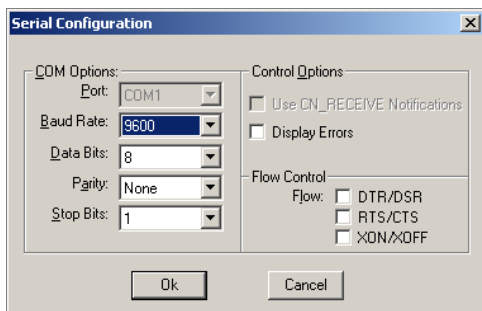 Serial Configuration
COM Options:
Port: COM1
Baud Rate: 9600
Data Bits: 8
Parity: None
Stop Bits: 1
Control Options
Use CN_RECEIVE Notifications
Display Errors
Flow Control
Flow: DTR/DSR
RTS/CTS
XON/XOFF
Ok Cancel